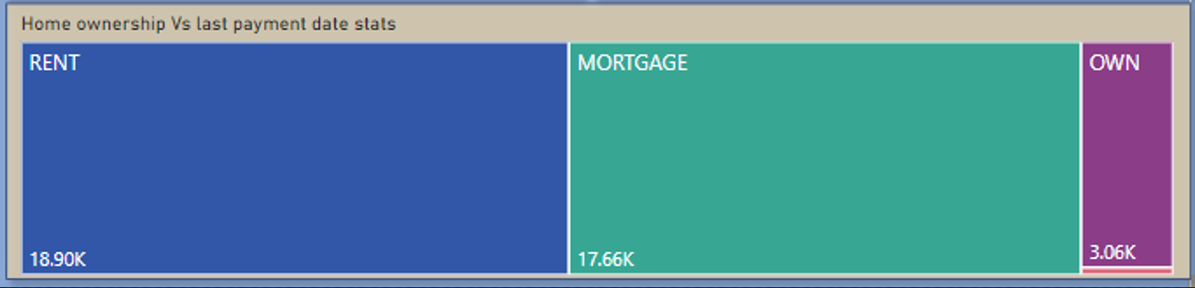 Home ownership Vs last payment date stats
RENT
MORTGAGE
OWN
18.90K
17.66K
3.06K